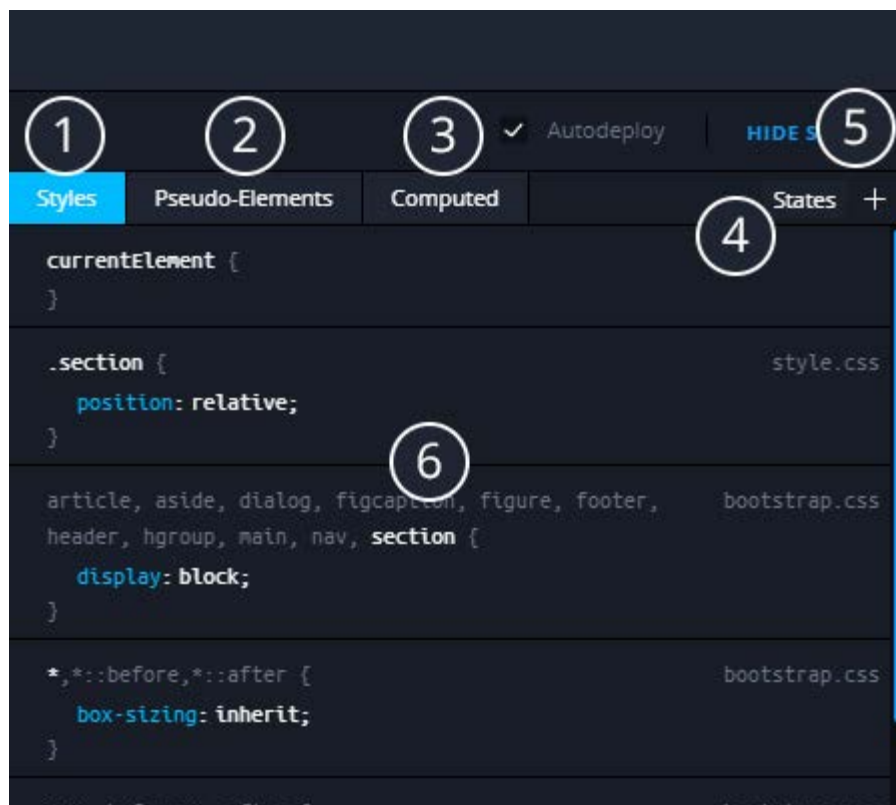 1 2 3 Autodeploy HIDE S 5
Styles Pseudo-Elements Computed States +
4
currentElement {
}
.section { style.css
position: relative;
}
6
article, aside, dialog, figcaption, figure, footer, bootstrap.css
header, hgroup, main, nav, section {
display: block;
}
*,*::before,*::after { bootstrap.css
box-sizing: inherit;
}